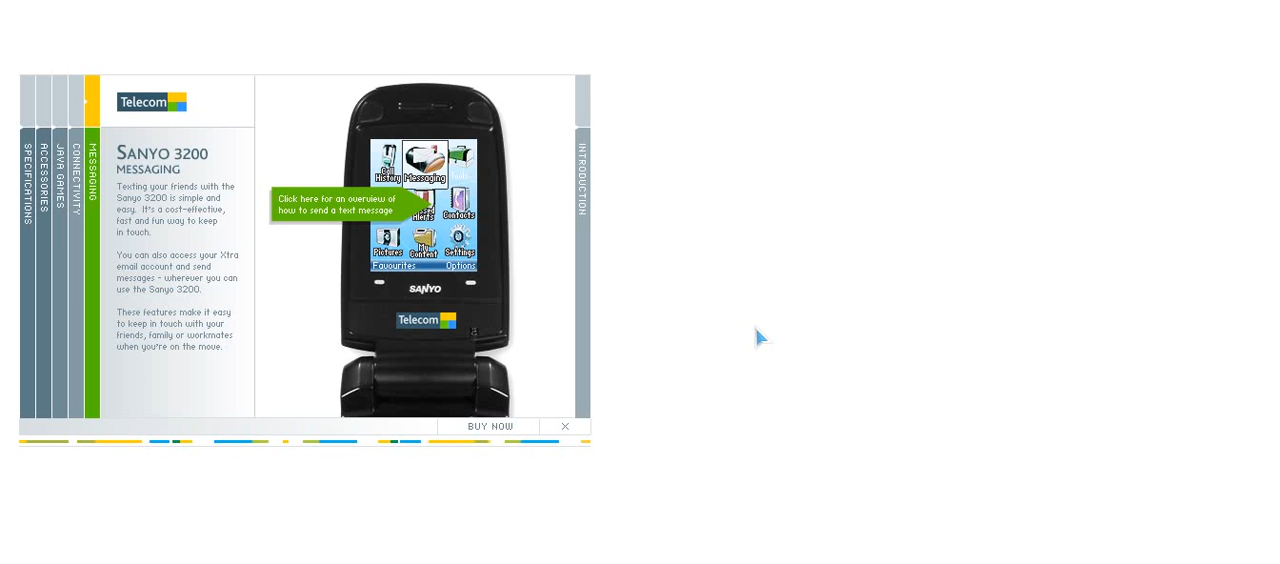 SPECIFICATIONS
ACCESSORIES
JAVA GAMES
CONNECTIVITY
MESSAGING
Telecom
SANYO 3200
MESSAGING
Texting your friends with the
Sanyo 3200 is simple and
easy. It's a cost-effective,
fast and fun way to keep
in touch.
You can also access your Xtra
email account and send
messages - wherever you can
use the Sanyo 3200.
These features make it easy
to keep in touch with your
friends, family or workmates
when you're on the move.
Call
History
Messaging
Tools
Click here for an overview of
how to send a text message
Alerts
Contacts
Pictures
My
Content
Settings
Favourites
Options
SANYO
Telecom
INTRODUCTION
BUY NOW